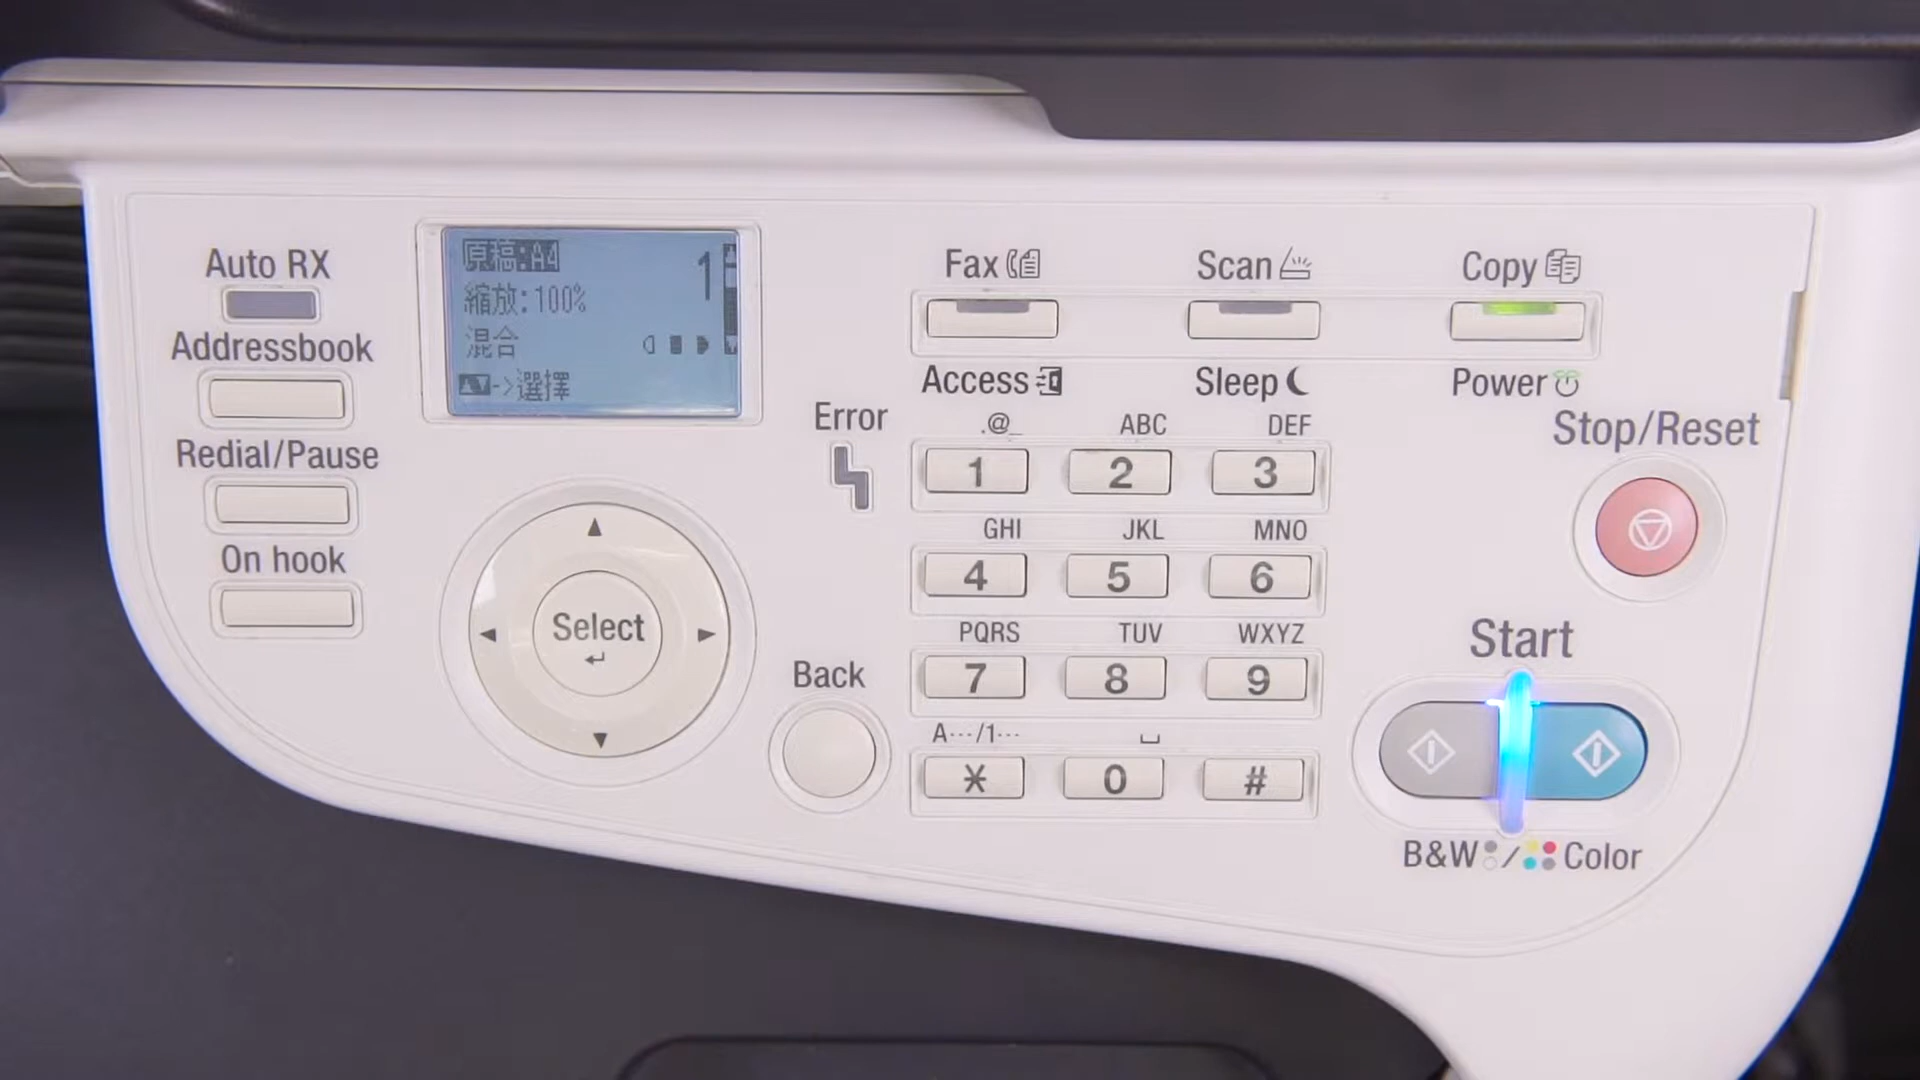 Auto RX
Addressbook
Redial/Pause
On hook
原稿:A4
縮放:100%
1
混合
->選擇
Select
Back
Error
Fax
Scan
Copy
Access
Sleep
Power
.@_ ABC DEF
1 2 3
GHI JKL MNO
4 5 6
PQRS TUV WXYZ
7 8 9
A···/1··· ␣
* 0 #
Stop/Reset
Start
B&W / Color